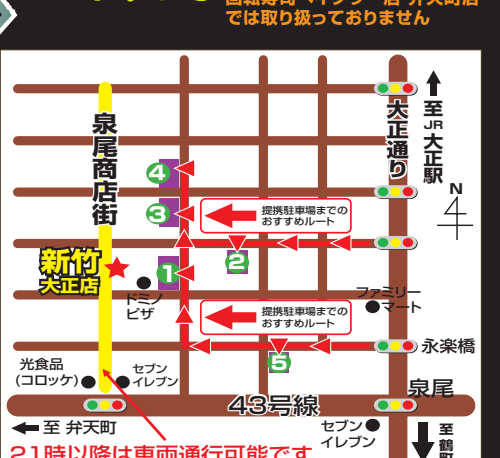 では取り扱っておりません
至JR大正駅
大正通り
N
泉尾商店街
4
3
提携駐車場までの
おすすめルート
2
新竹
大正店
1
ドミノ
ピザ
ファミリー
マート
提携駐車場までの
おすすめルート
永楽橋
5
光食品
(コロッケ)
セブン
イレブン
泉尾
43号線
至 弁天町
セブン
イレブン
至鶴町
21時以降は車両通行可能です